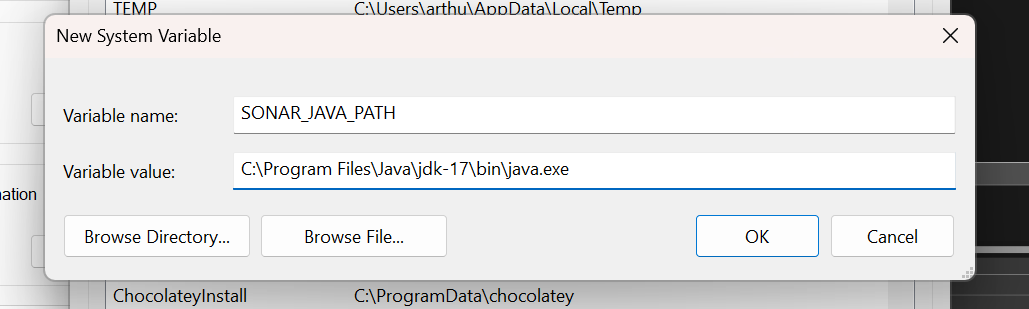 TEMP C:\Users\arthu\AppData\Local\Temp
New System Variable
Variable name: SONAR_JAVA_PATH
Variable value: C:\Program Files\Java\jdk-17\bin\java.exe
nation
Browse Directory... Browse File... OK Cancel
ChocolateyInstall C:\ProgramData\chocolatey